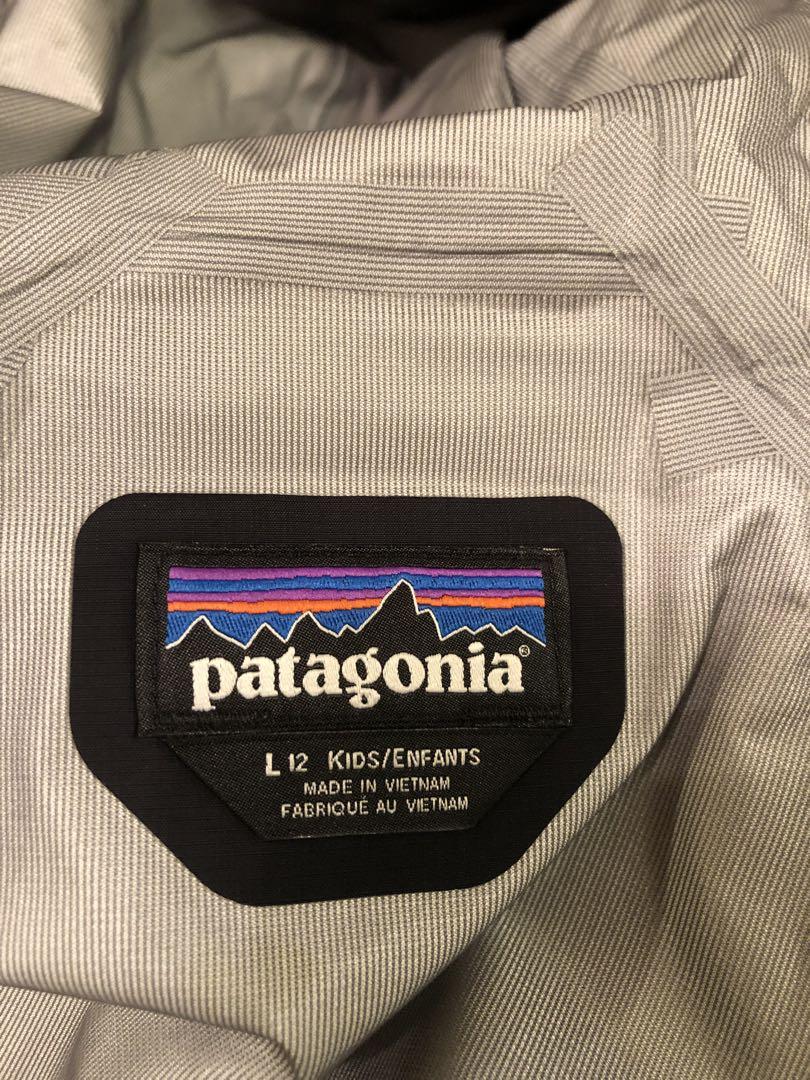 patagonia®
L 12 KIDS/ENFANTS
MADE IN VIETNAM
FABRIQUÉ AU VIETNAM